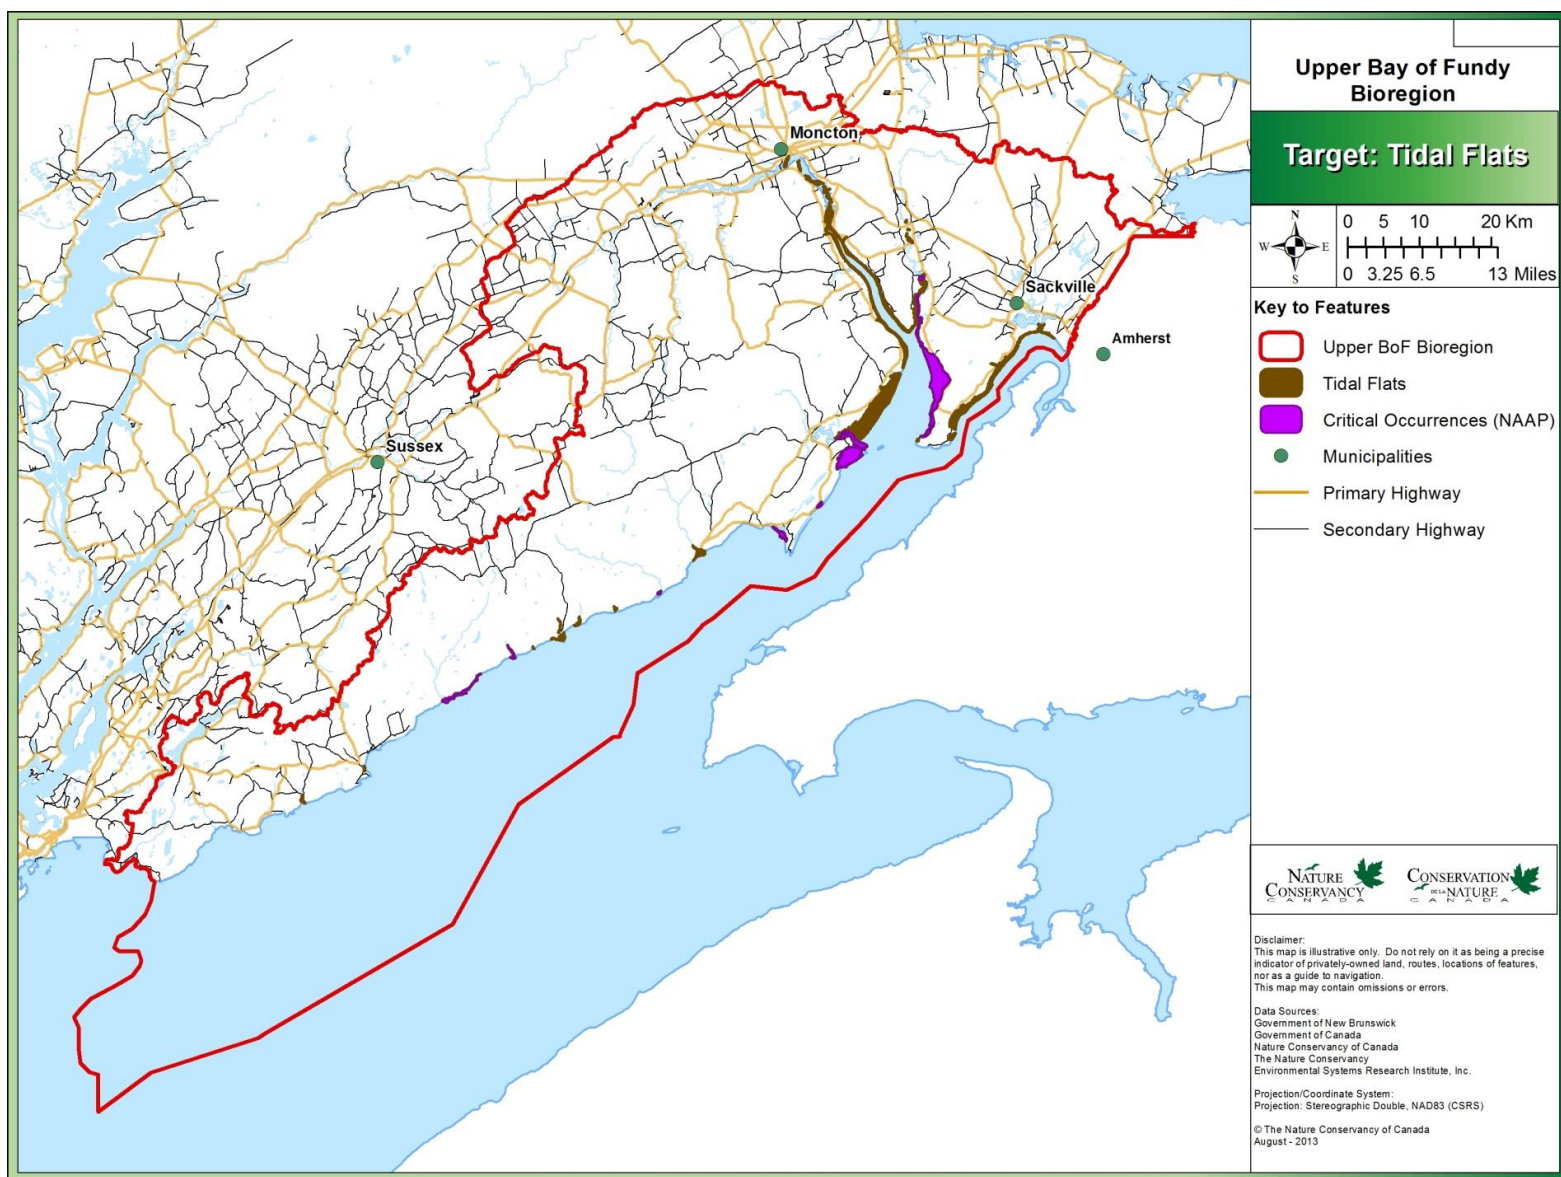 Moncton
Sackville
Amherst
Sussex
Upper Bay of Fundy
Bioregion
Target: Tidal Flats
N
W
E
S
0 5 10 20 Km
0 3.25 6.5 13 Miles
Key to Features
Upper BoF Bioregion
Tidal Flats
Critical Occurrences (NAAP)
Municipalities
Primary Highway
Secondary Highway
NATURE
CONSERVANCY
CANADA
CONSERVATION
DE LA NATURE
CANADA
Disclaimer:
This map is illustrative only. Do not rely on it as being a precise
indicator of privately-owned land, routes, locations of features,
nor as a guide to navigation.
This map may contain omissions or errors.
Data Sources:
Government of New Brunswick
Government of Canada
Nature Conservancy of Canada
The Nature Conservancy
Environmental Systems Research Institute, Inc.
Projection/Coordinate System:
Projection: Stereographic Double, NAD83 (CSRS)
© The Nature Conservancy of Canada
August - 2013